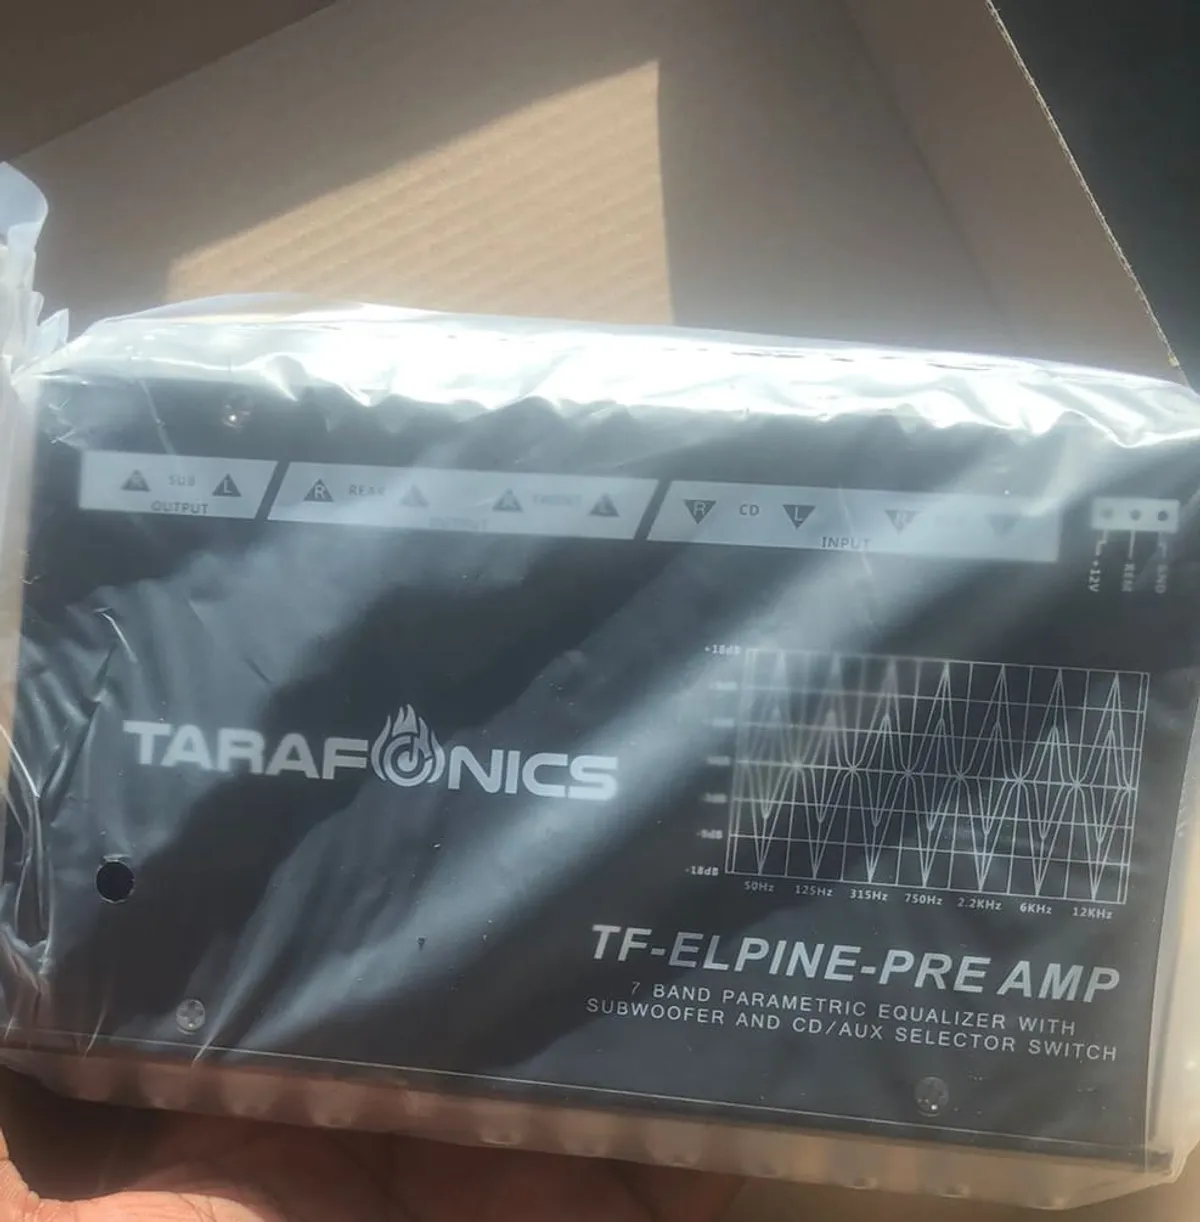 R SUB L
OUTPUT
R REAR
R L
R CD L
R
INPUT
+12V
REM
GND
+18dB
-9dB
-18dB
50Hz 125Hz 315Hz 750Hz 2.2KHz 6KHz 12KHz
TARAFONICS
TF-ELPINE-PRE AMP
7 BAND PARAMETRIC EQUALIZER WITH
SUBWOOFER AND CD/AUX SELECTOR SWITCH